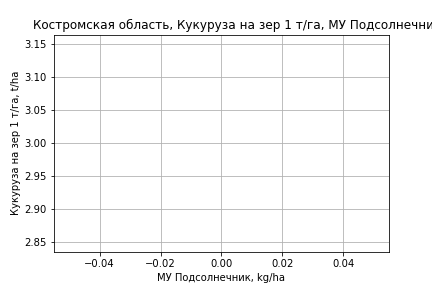 Костромская область, Кукуруза на зер 1 т/га, МУ Подсолнечни
3.15
3.10
3.05
3.00
2.95
2.90
2.85
Кукуруза на зер 1 т/га, t/ha
−0.04 −0.02 0.00 0.02 0.04
МУ Подсолнечник, kg/ha